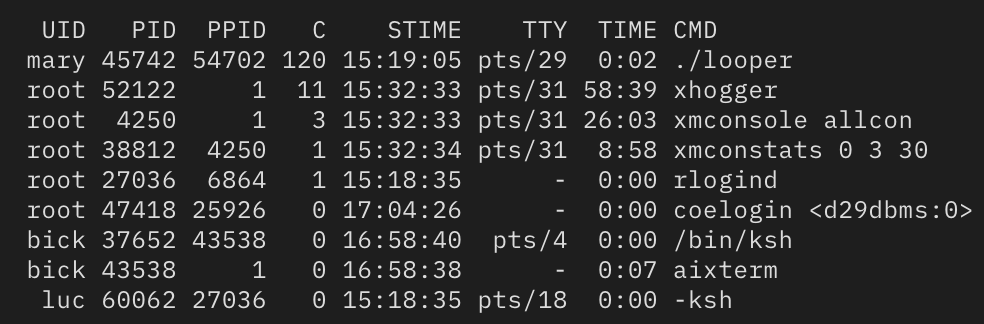 UID PID PPID C STIME TTY TIME CMD
mary 45742 54702 120 15:19:05 pts/29 0:02 ./looper
root 52122 1 11 15:32:33 pts/31 58:39 xhogger
root 4250 1 3 15:32:33 pts/31 26:03 xmconsole allcon
root 38812 4250 1 15:32:34 pts/31 8:58 xmconstats 0 3 30
root 27036 6864 1 15:18:35 - 0:00 rlogind
root 47418 25926 0 17:04:26 - 0:00 coelogin <d29dbms:0>
bick 37652 43538 0 16:58:40 pts/4 0:00 /bin/ksh
bick 43538 1 0 16:58:38 - 0:07 aixterm
luc 60062 27036 0 15:18:35 pts/18 0:00 -ksh